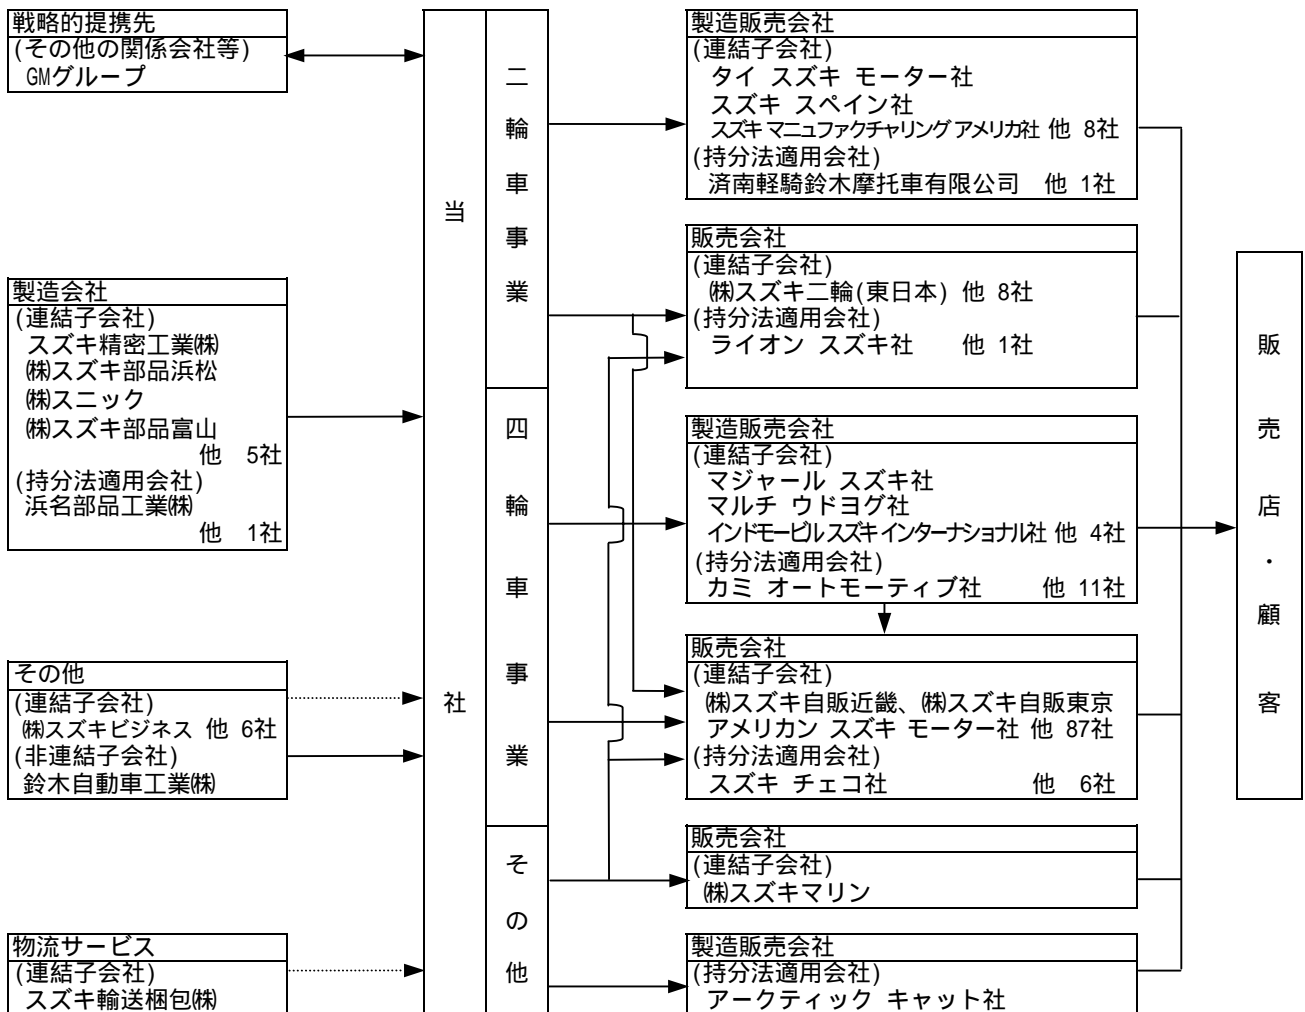 戦略的提携先
(その他の関係会社等)
GMグループ
製造会社
(連結子会社)
スズキ精密工業㈱
㈱スズキ部品浜松
㈱スニック
㈱スズキ部品富山
他 5社
(持分法適用会社)
浜名部品工業㈱
他 1社
その他
(連結子会社)
㈱スズキビジネス 他 6社
(非連結子会社)
鈴木自動車工業㈱
物流サービス
(連結子会社)
スズキ輸送梱包㈱
当社
二輪車事業
四輪車事業
その他
製造販売会社
(連結子会社)
タイ スズキ モーター社
スズキ スペイン社
スズキ マニュファクチャリング アメリカ社 他 8社
(持分法適用会社)
済南軽騎鈴木摩托車有限公司 他 1社
販売会社
(連結子会社)
㈱スズキ二輪(東日本) 他 8社
(持分法適用会社)
ライオン スズキ社 他 1社
製造販売会社
(連結子会社)
マジャール スズキ社
マルチ ウドヨグ社
インドモービル スズキ インターナショナル社 他 4社
(持分法適用会社)
カミ オートモーティブ社 他 11社
販売会社
(連結子会社)
㈱スズキ自販近畿、㈱スズキ自販東京
アメリカン スズキ モーター社 他 87社
(持分法適用会社)
スズキ チェコ社 他 6社
販売会社
(連結子会社)
㈱スズキマリン
製造販売会社
(持分法適用会社)
アークティック キャット社
販売店・顧客